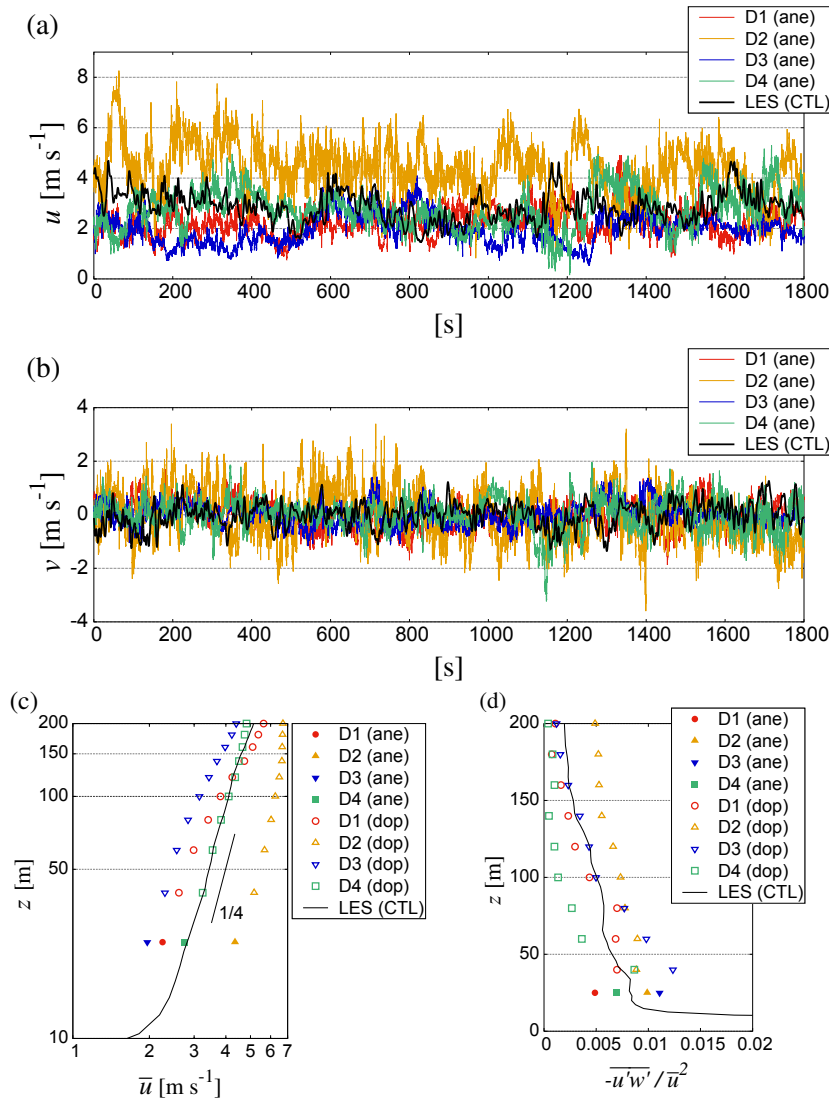 (a)
D1 (ane)
D2 (ane)
D3 (ane)
D4 (ane)
LES (CTL)
u [m s⁻¹]
8
6
4
2
0
0 200 400 600 800 1000 1200 1400 1600 1800
[s]
(b)
D1 (ane)
D2 (ane)
D3 (ane)
D4 (ane)
LES (CTL)
v [m s⁻¹]
4
2
0
-2
-4
0 200 400 600 800 1000 1200 1400 1600 1800
[s]
(c)
z [m]
200
150
100
50
10
1 2 3 4 5 6 7
1/4
u̅ [m s⁻¹]
D1 (ane)
D2 (ane)
D3 (ane)
D4 (ane)
D1 (dop)
D2 (dop)
D3 (dop)
D4 (dop)
LES (CTL)
(d)
z [m]
200
150
100
50
0
0 0.005 0.01 0.015 0.02
-u'w' / u̅²
D1 (ane)
D2 (ane)
D3 (ane)
D4 (ane)
D1 (dop)
D2 (dop)
D3 (dop)
D4 (dop)
LES (CTL)